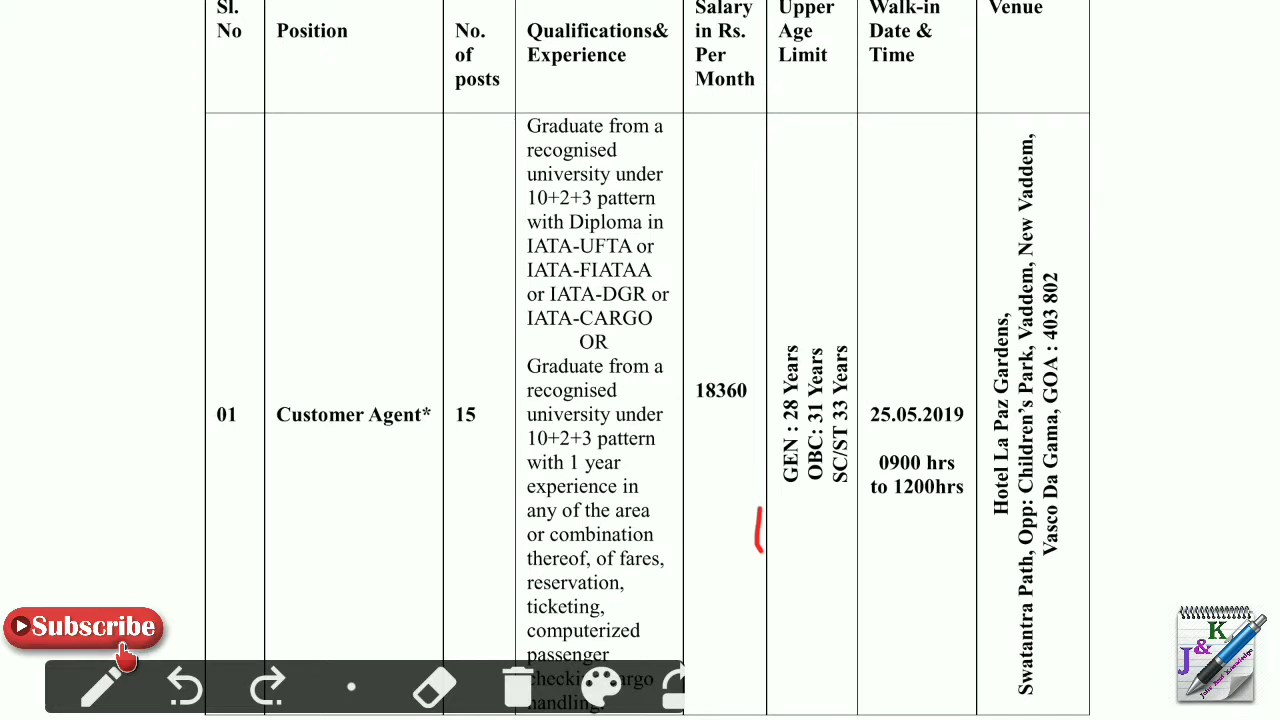 Sl.
No
Position
No.
of
posts
Qualifications&
Experience
Salary
in Rs.
Per
Month
Upper
Age
Limit
Walk-in
Date &
Time
Venue
01
Customer Agent*
15
Graduate from a
recognised
university under
10+2+3 pattern
with Diploma in
IATA-UFTA or
IATA-FIATAA
or IATA-DGR or
IATA-CARGO
OR
Graduate from a
recognised
university under
10+2+3 pattern
with 1 year
experience in
any of the area
or combination
thereof, of fares,
reservation,
ticketing,
computerized
passenger
handling.
18360
GEN : 28 Years
OBC: 31 Years
SC/ST 33 Years
25.05.2019
0900 hrs
to 1200hrs
Hotel La Paz Gardens,
Swatantra Path, Opp: Children's Park, Vaddem, New Vaddem,
Vasco Da Gama, GOA : 403 802
Subscribe
J&K